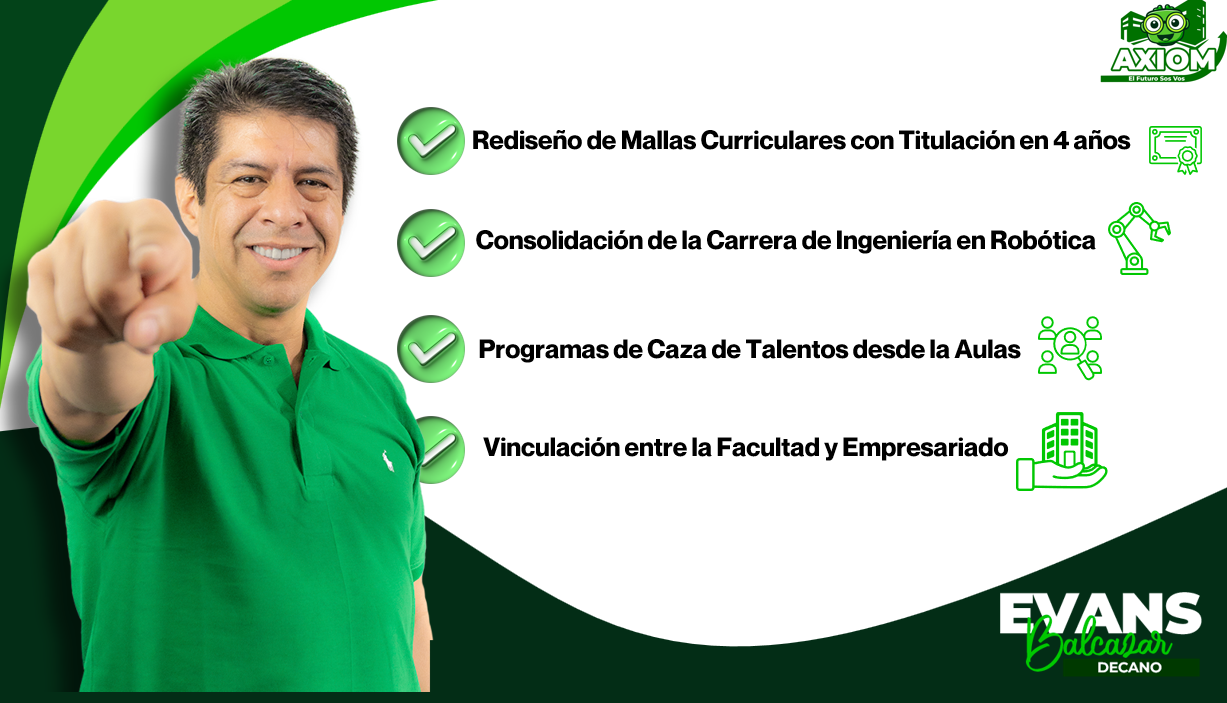 AXIOM
El Futuro Sos Vos
Rediseño de Mallas Curriculares con Titulación en 4 años
Consolidación de la Carrera de Ingeniería en Robótica
Programas de Caza de Talentos desde la Aulas
Vinculación entre la Facultad y Empresariado
EVANS
Balcazar
DECANO